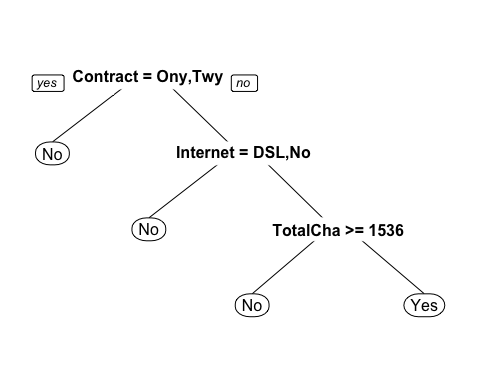 yes Contract = Ony,Twy no
No
Internet = DSL,No
No
TotalCha >= 1536
No Yes